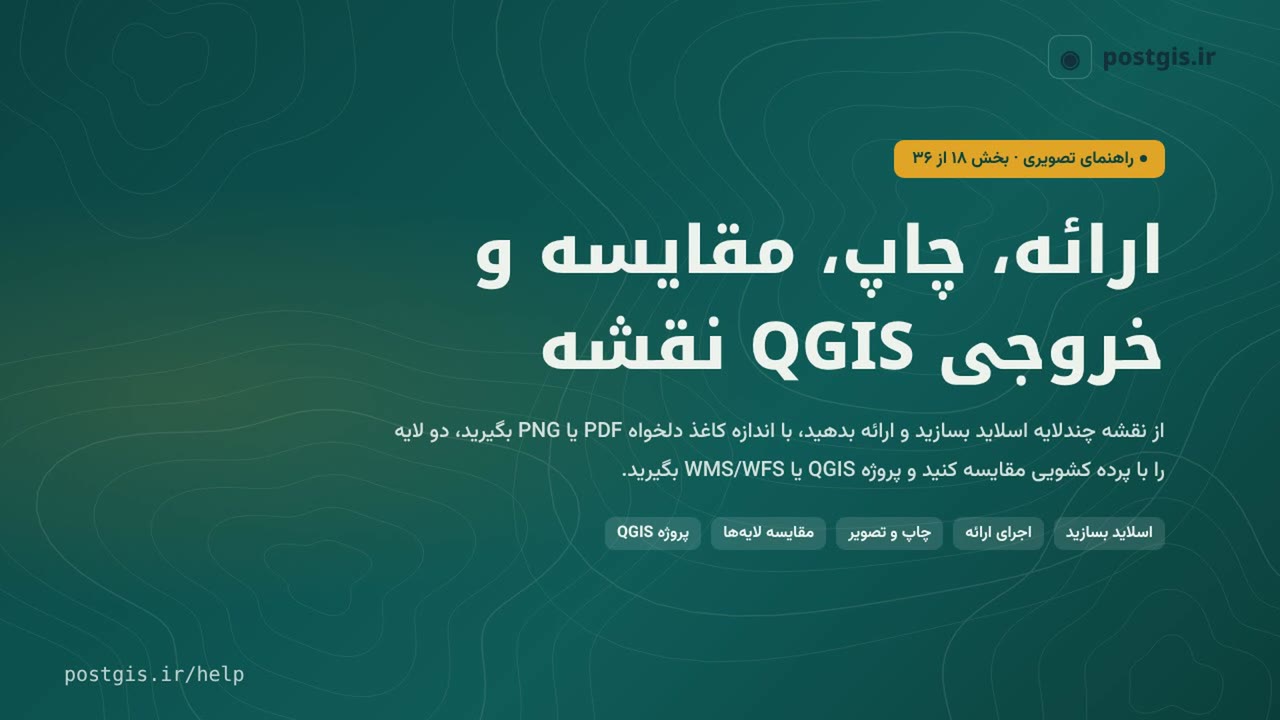 postgis.ir
• راهنمای تصویری · بخش ۱۸ از ۳۶
ارائه، چاپ، مقایسه و
خروجی QGIS نقشه
از نقشه چندلایه اسلاید بسازید و ارائه بدهید، با اندازه کاغذ دلخواه PDF یا PNG بگیرید، دو لایه
را با پرده کشویی مقایسه کنید و پروژه QGIS یا WMS/WFS بگیرید.
اسلاید بسازید اجرای ارائه چاپ و تصویر مقایسه لایه‌ها پروژه QGIS
postgis.ir/help